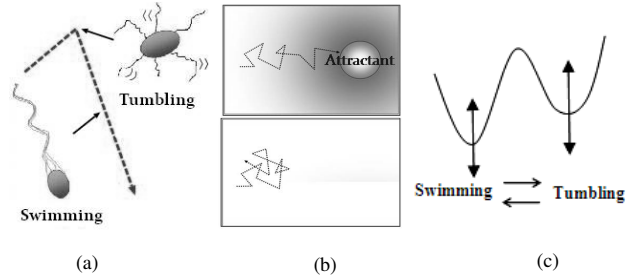 Tumbling
Swimming
(a)
Attractant
(b)
Swimming
Tumbling
(c)